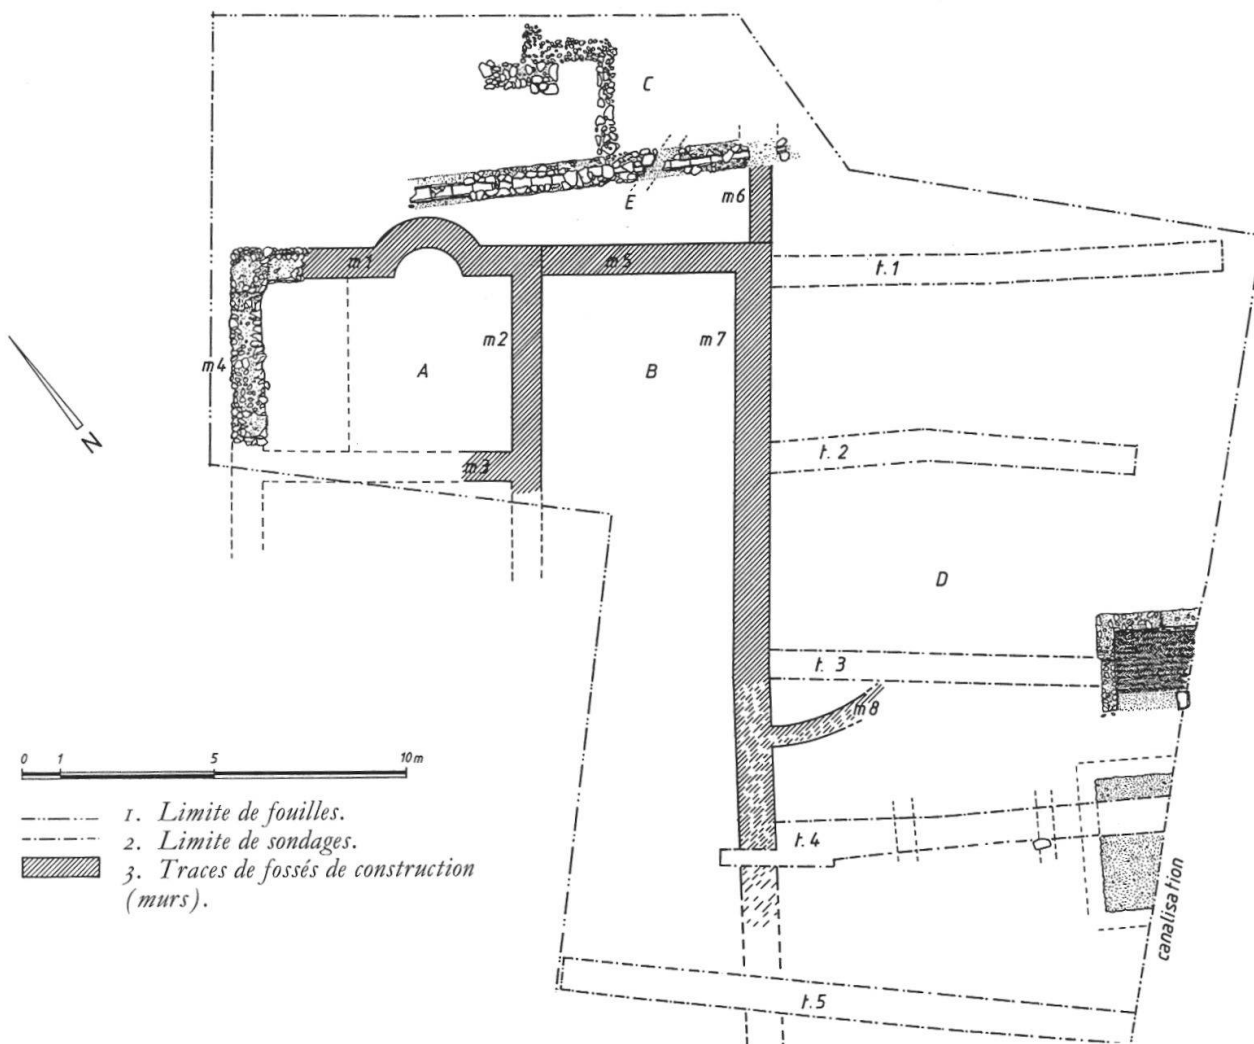 C
E
m6
m1
m5
t.1
m2
m7
m4
A
B
m3
t.2
N
D
t.3
m8
0 1 5 10m
1. Limite de fouilles.
2. Limite de sondages.
3. Traces de fossés de construction
(murs).
t.4
canalisation
t.5